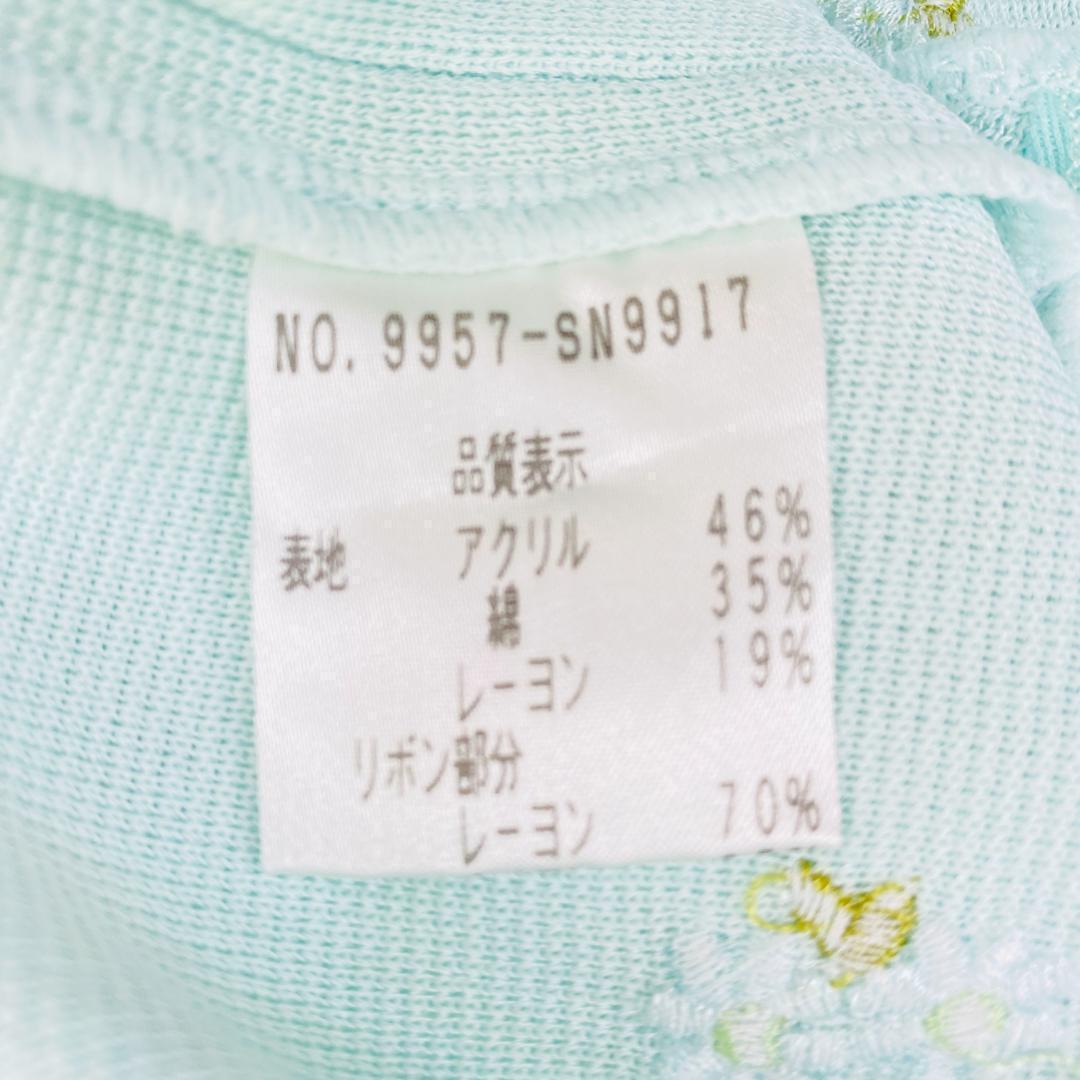 NO. 9957-SN9917
品質表示
表地 アクリル 46%
綿 35%
レーヨン 19%
リボン部分
レーヨン 70%